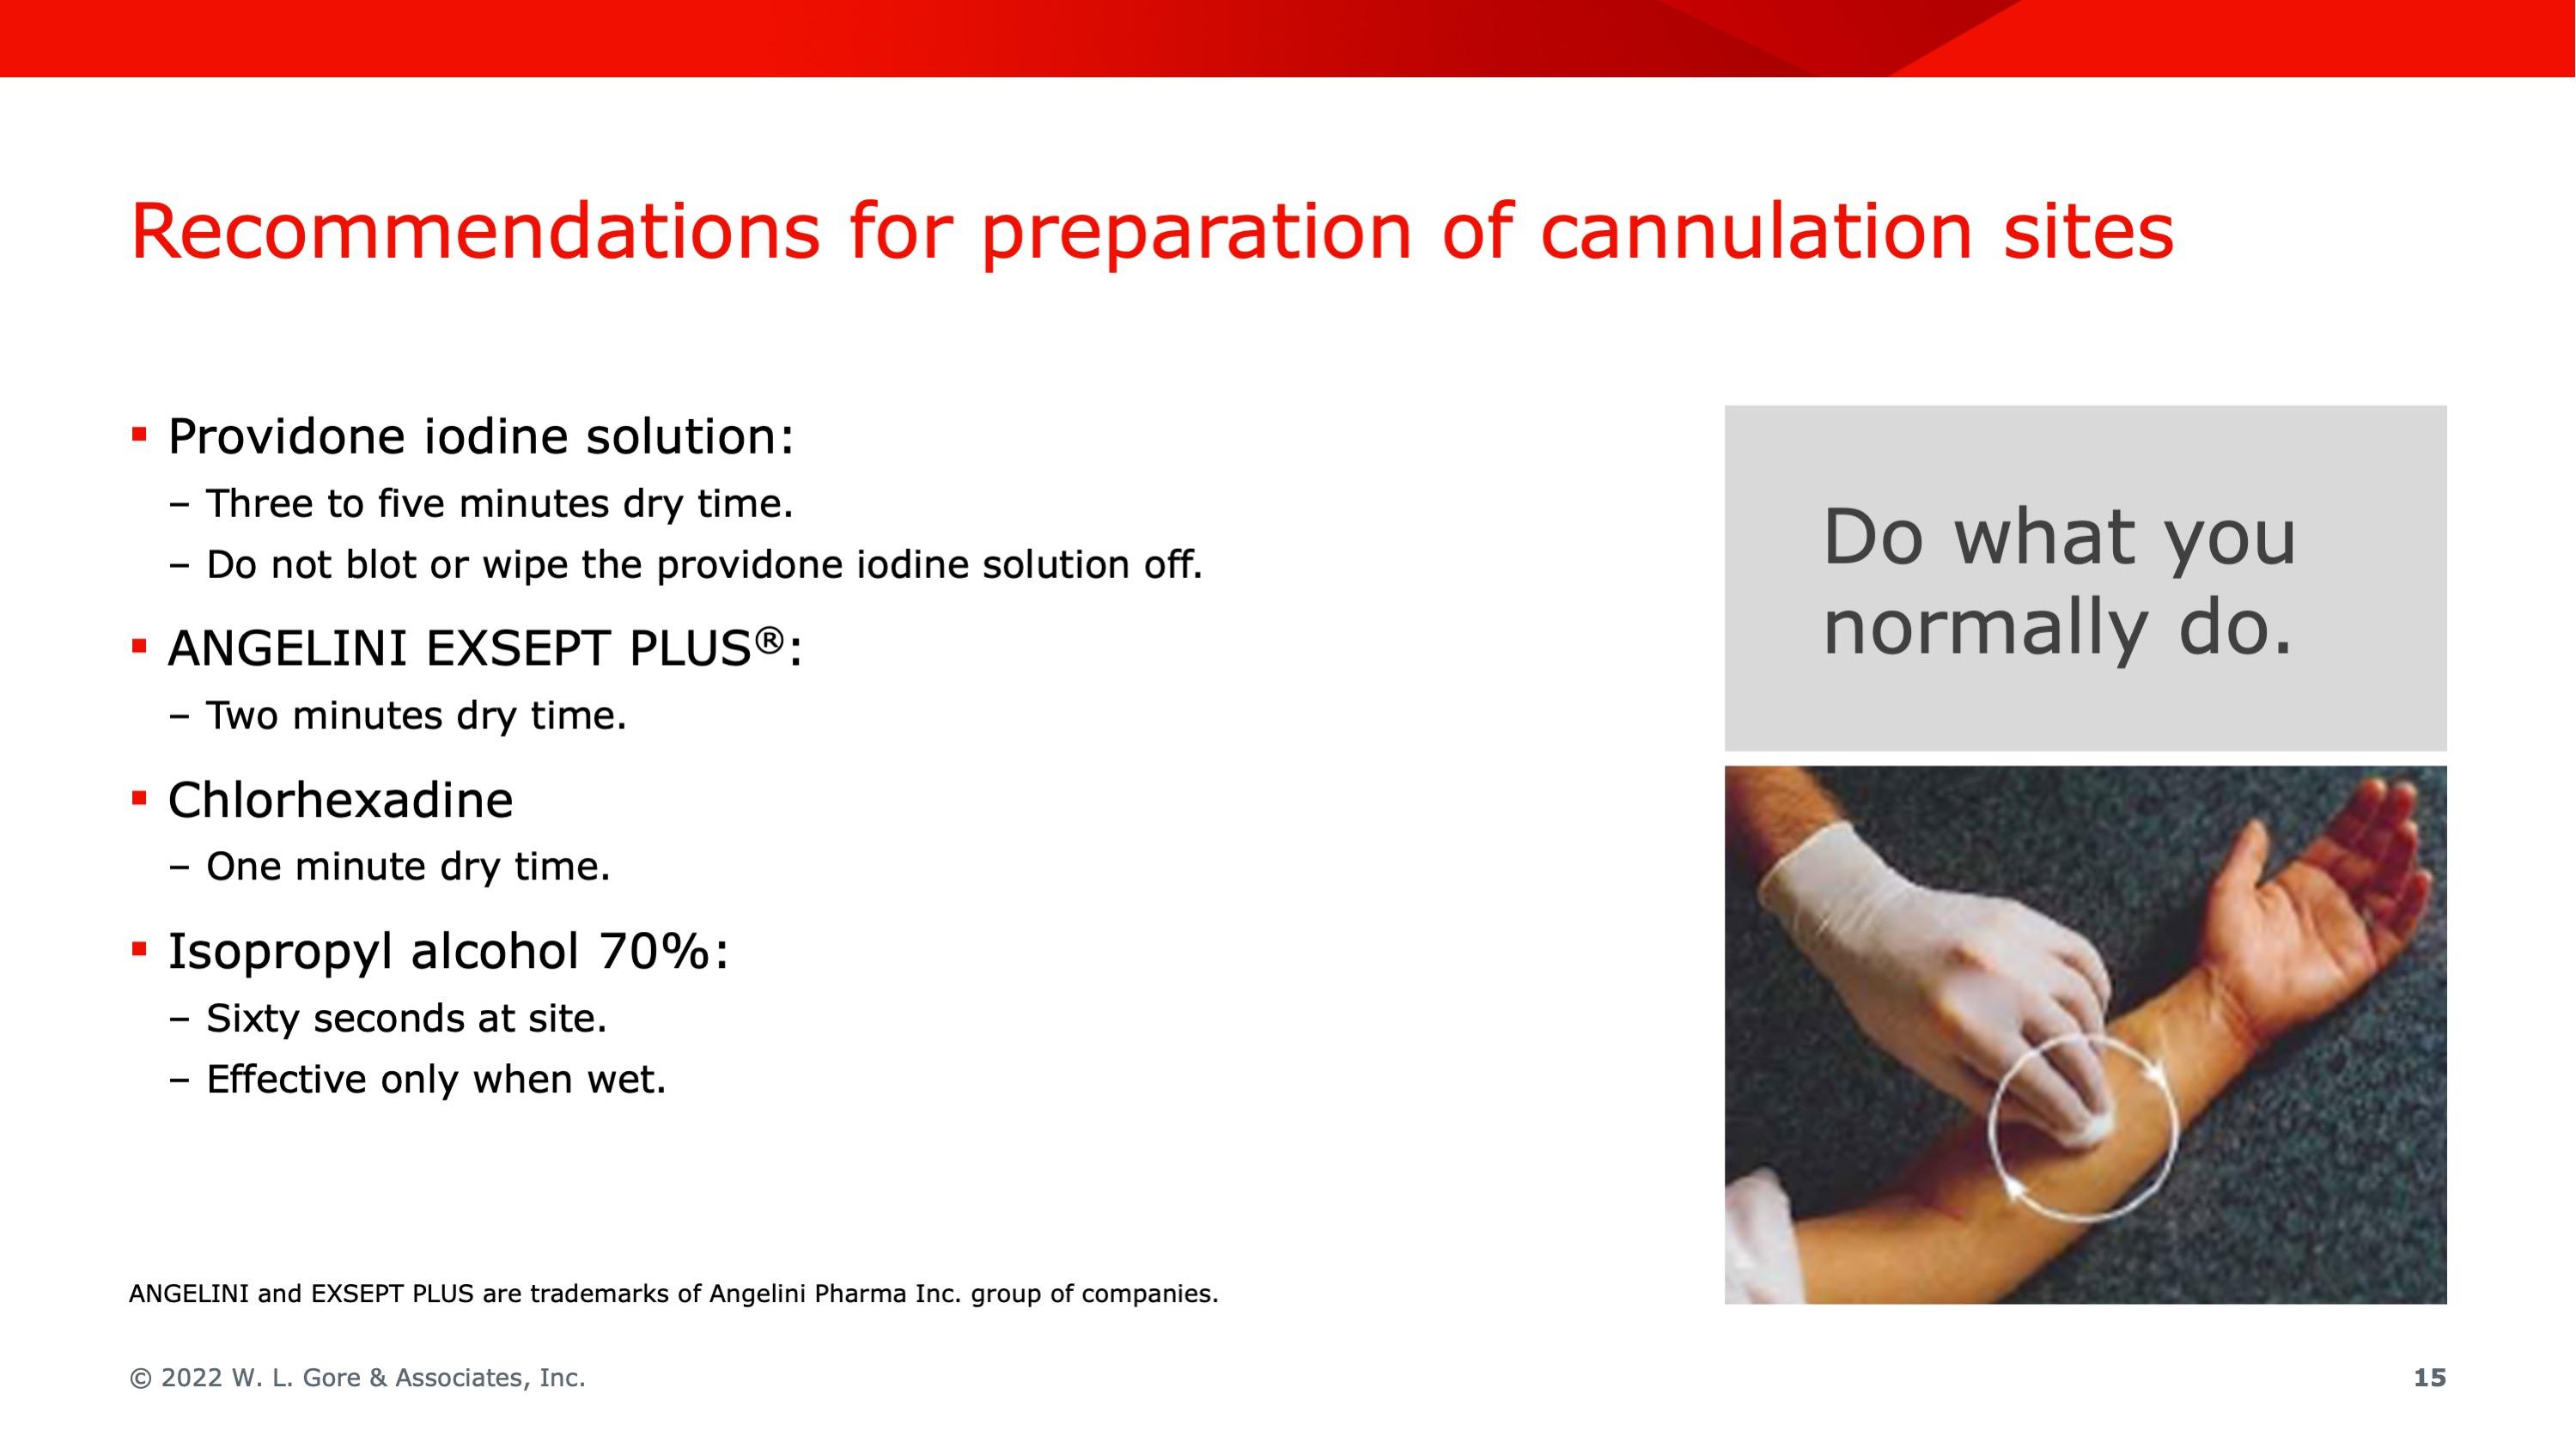 Recommendations for preparation of cannulation sites
▪ Providone iodine solution:
– Three to five minutes dry time.
– Do not blot or wipe the providone iodine solution off.
▪ ANGELINI EXSEPT PLUS®:
– Two minutes dry time.
▪ Chlorhexadine
– One minute dry time.
▪ Isopropyl alcohol 70%:
– Sixty seconds at site.
– Effective only when wet.
Do what you
normally do.
ANGELINI and EXSEPT PLUS are trademarks of Angelini Pharma Inc. group of companies.
© 2022 W. L. Gore & Associates, Inc.
15